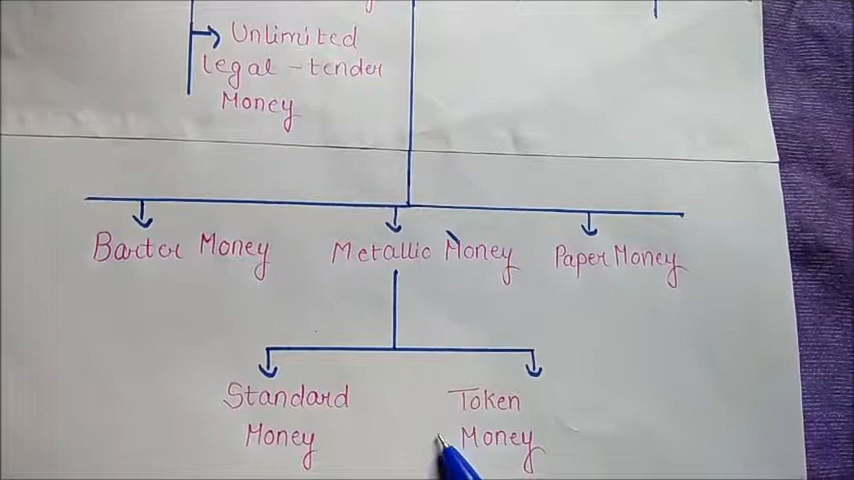 Unlimited
legal - tender
Money
Barter Money
Metallic Money
Paper Money
Standard
Money
Token
Money